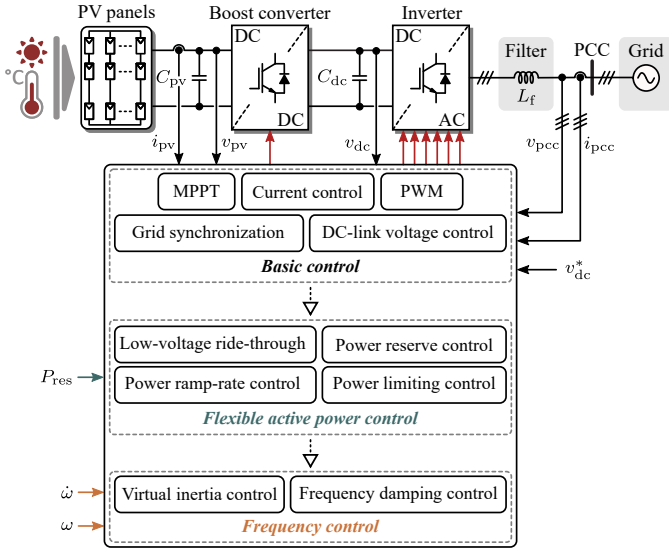 PV panels
Boost converter
Inverter
DC
DC
Filter
PCC
Grid
°C
C_pv
C_dc
L_f
DC
AC
i_pv
v_pv
v_dc
v_pcc
i_pcc
MPPT
Current control
PWM
Grid synchronization
DC-link voltage control
Basic control
v*_dc
Low-voltage ride-through
Power reserve control
P_res
Power ramp-rate control
Power limiting control
Flexible active power control
ω̇
Virtual inertia control
Frequency damping control
ω
Frequency control